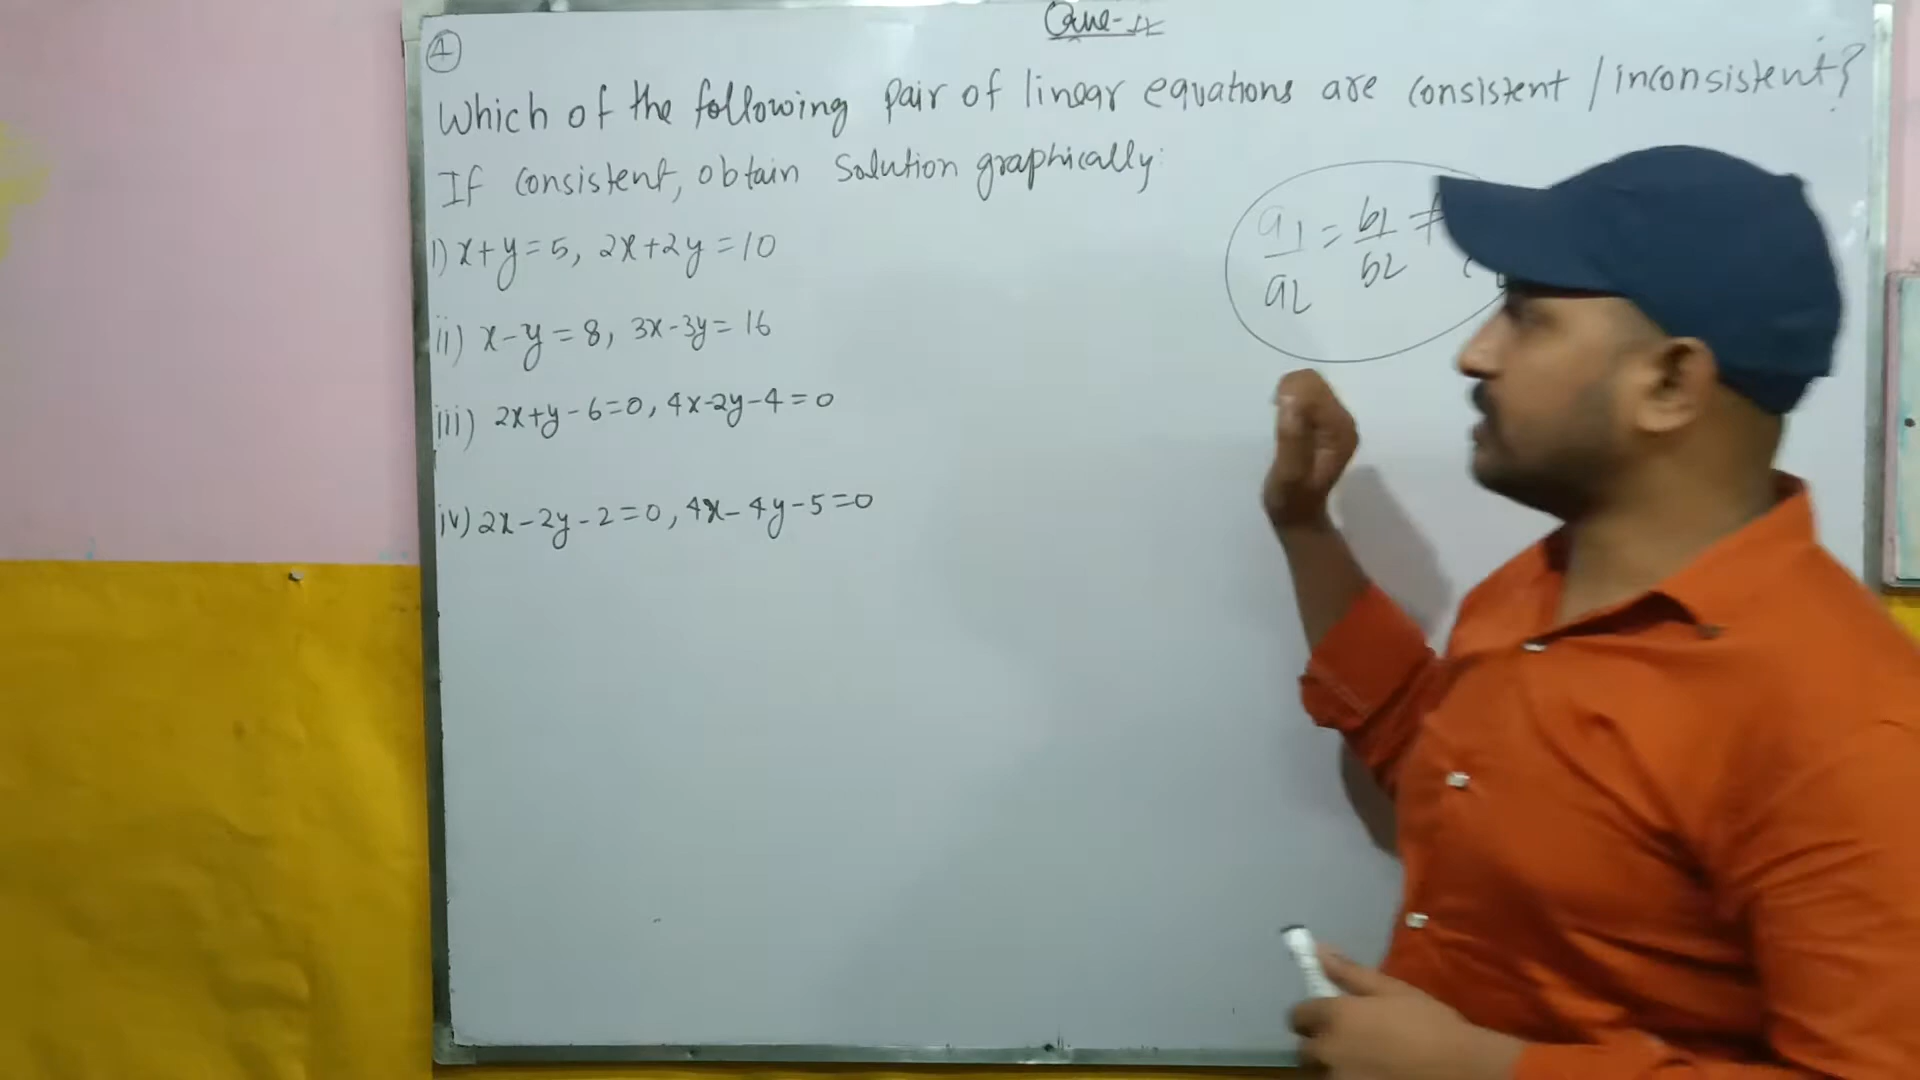 Que-4
④
Which of the following pair of linear equations are consistent / inconsistent?
If consistent, obtain solution graphically:
i) x+y=5, 2x+2y=10
ii) x-y=8, 3x-3y=16
iii) 2x+y-6=0, 4x-2y-4=0
iv) 2x-2y-2=0, 4x-4y-5=0
a1/a2 = b1/b2 ≠